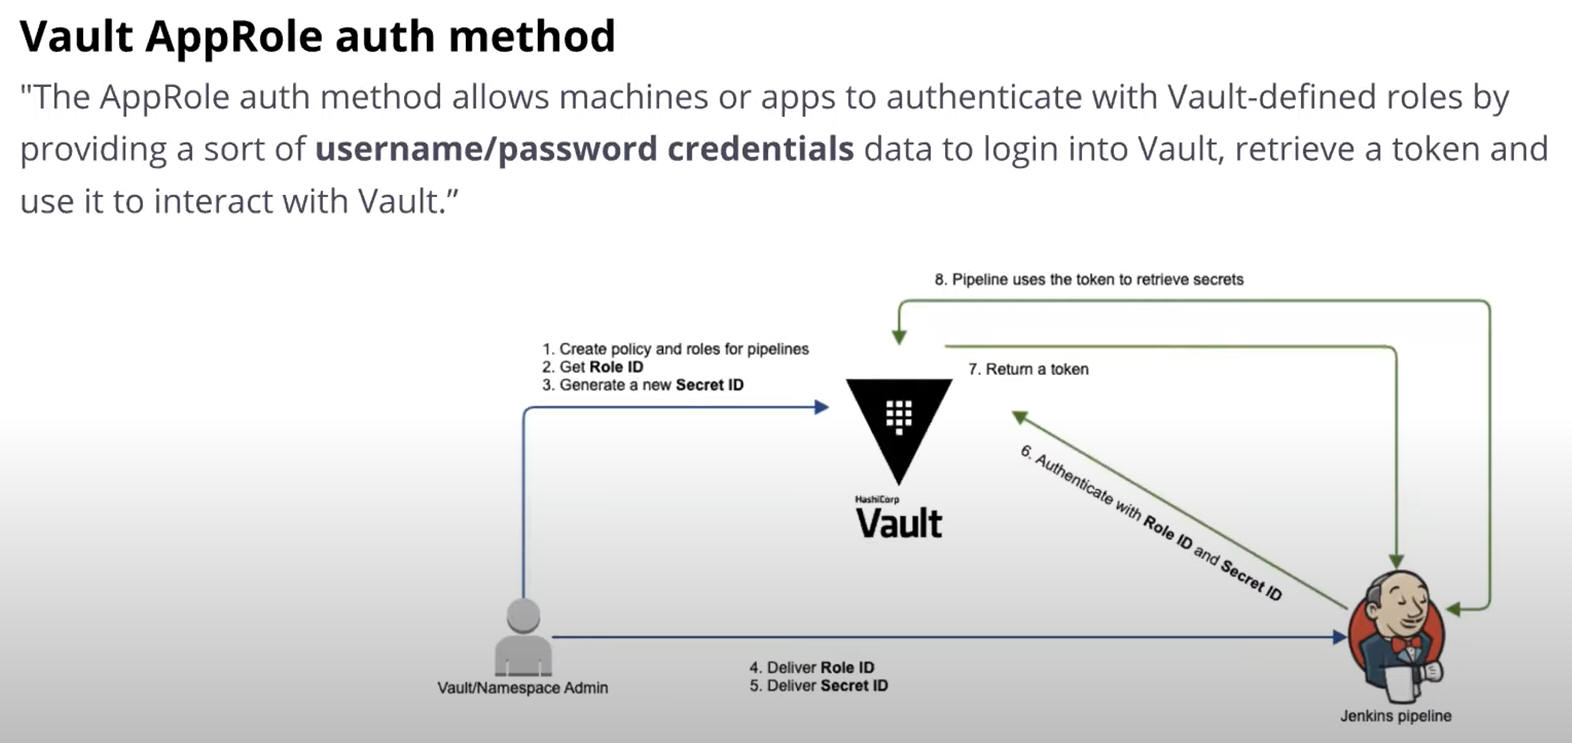 Vault AppRole auth method
"The AppRole auth method allows machines or apps to authenticate with Vault-defined roles by
providing a sort of username/password credentials data to login into Vault, retrieve a token and
use it to interact with Vault.”
8. Pipeline uses the token to retrieve secrets
1. Create policy and roles for pipelines
2. Get Role ID
3. Generate a new Secret ID
7. Return a token
6. Authenticate with Role ID and Secret ID
HashiCorp
Vault
4. Deliver Role ID
5. Deliver Secret ID
Vault/Namespace Admin
Jenkins pipeline